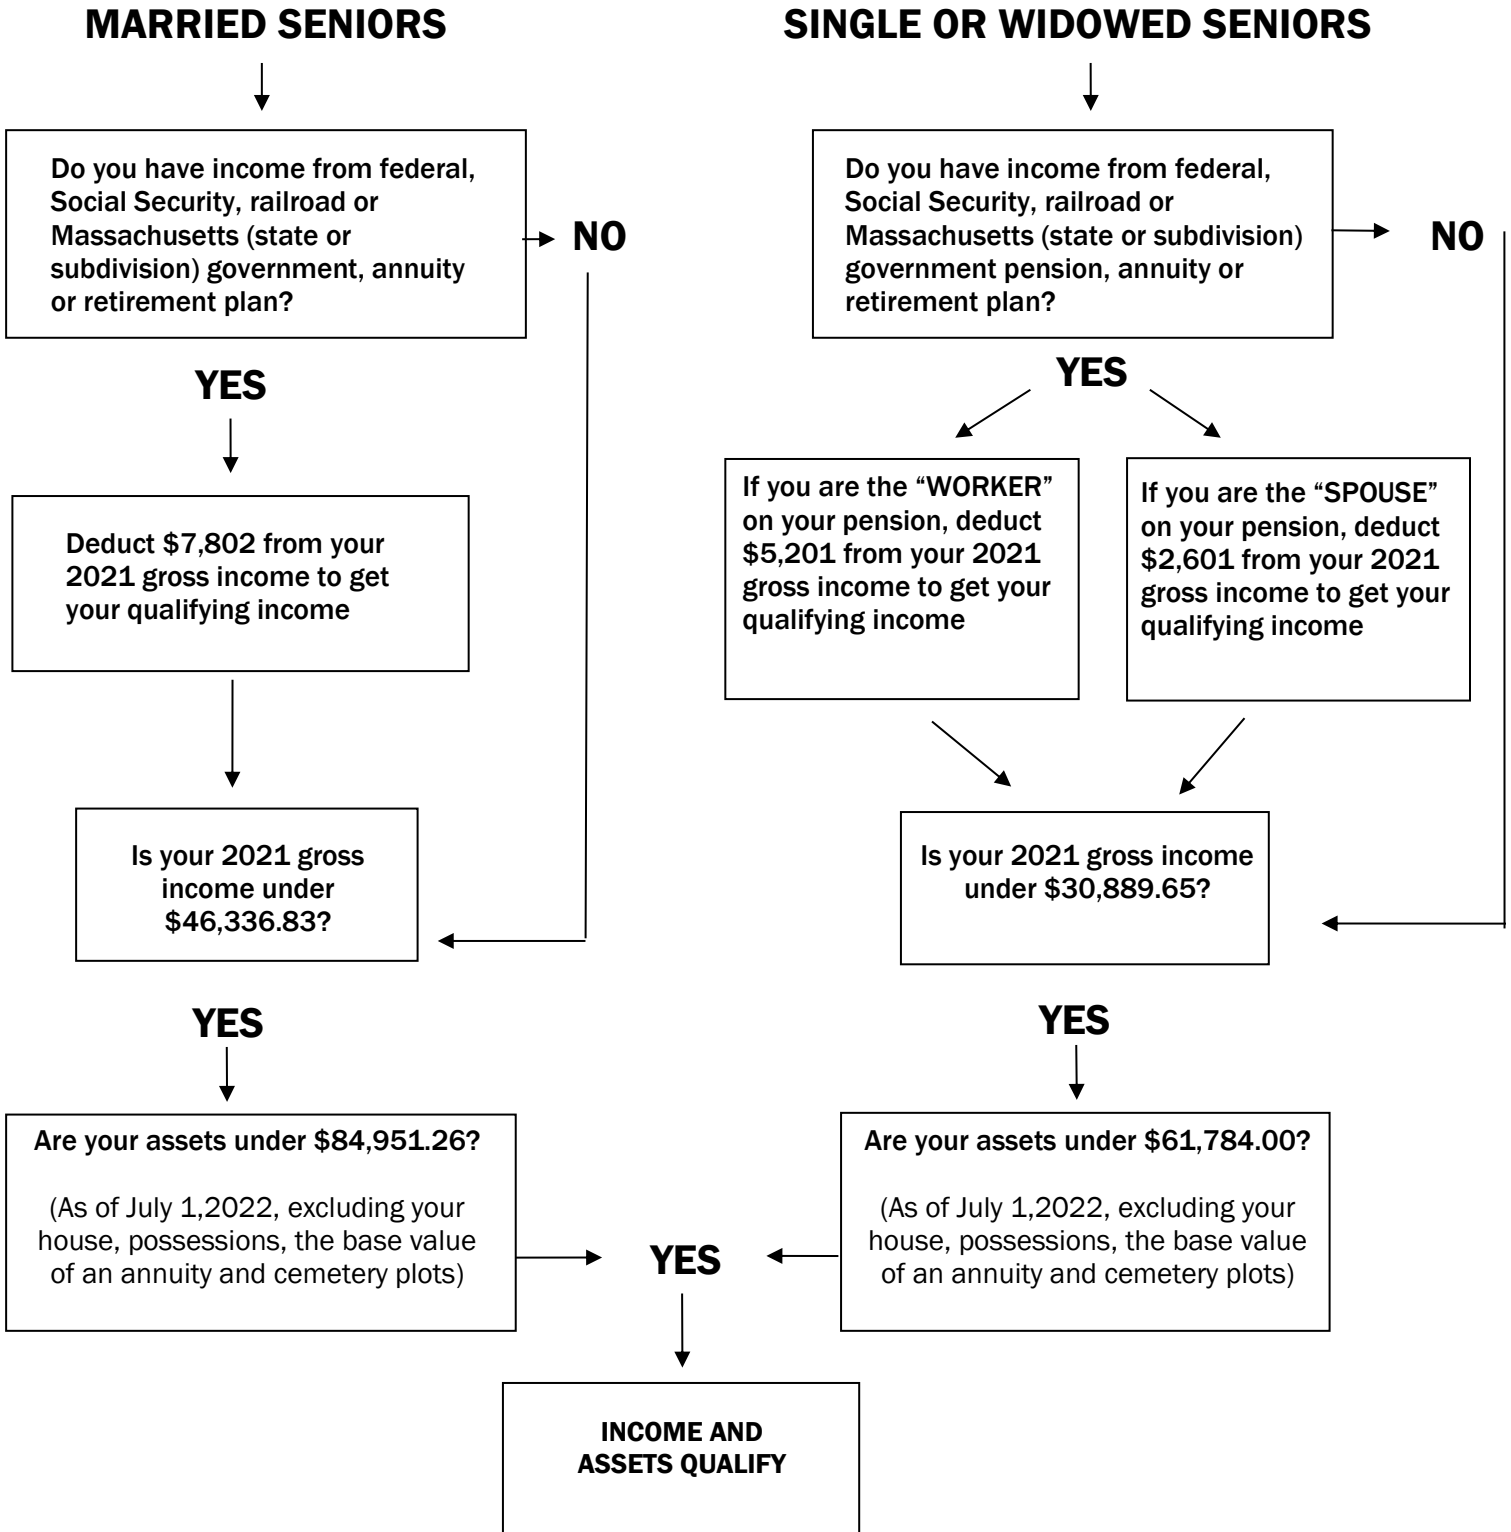 MARRIED SENIORS
Do you have income from federal,
Social Security, railroad or
Massachusetts (state or
subdivision) government, annuity
or retirement plan?
NO
YES
Deduct $7,802 from your
2021 gross income to get
your qualifying income
Is your 2021 gross
income under
$46,336.83?
YES
Are your assets under $84,951.26?
(As of July 1,2022, excluding your
house, possessions, the base value
of an annuity and cemetery plots)
SINGLE OR WIDOWED SENIORS
Do you have income from federal,
Social Security, railroad or
Massachusetts (state or subdivision)
government pension, annuity or
retirement plan?
NO
YES
If you are the “WORKER”
on your pension, deduct
$5,201 from your 2021
gross income to get your
qualifying income
If you are the “SPOUSE”
on your pension, deduct
$2,601 from your 2021
gross income to get your
qualifying income
Is your 2021 gross income
under $30,889.65?
YES
Are your assets under $61,784.00?
(As of July 1,2022, excluding your
house, possessions, the base value
of an annuity and cemetery plots)
YES
INCOME AND
ASSETS QUALIFY